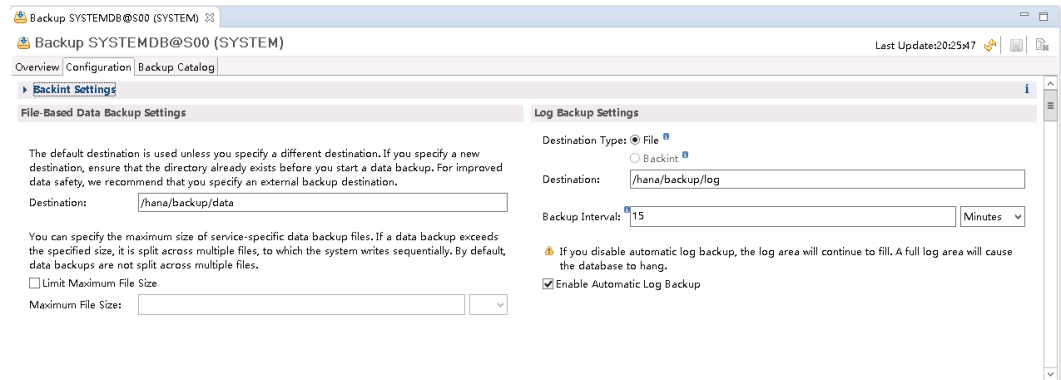 Backup SYSTEMDB@S00 (SYSTEM)
Backup SYSTEMDB@S00 (SYSTEM)
Last Update:20:25:47
Overview Configuration Backup Catalog
Backint Settings
File-Based Data Backup Settings
The default destination is used unless you specify a different destination. If you specify a new
destination, ensure that the directory already exists before you start a data backup. For improved
data safety, we recommend that you specify an external backup destination.
Destination: /hana/backup/data
You can specify the maximum size of service-specific data backup files. If a data backup exceeds
the specified size, it is split across multiple files, to which the system writes sequentially. By default,
data backups are not split across multiple files.
Limit Maximum File Size
Maximum File Size:
Log Backup Settings
Destination Type: File
Backint
Destination: /hana/backup/log
Backup Interval: 15 Minutes
If you disable automatic log backup, the log area will continue to fill. A full log area will cause
the database to hang.
Enable Automatic Log Backup